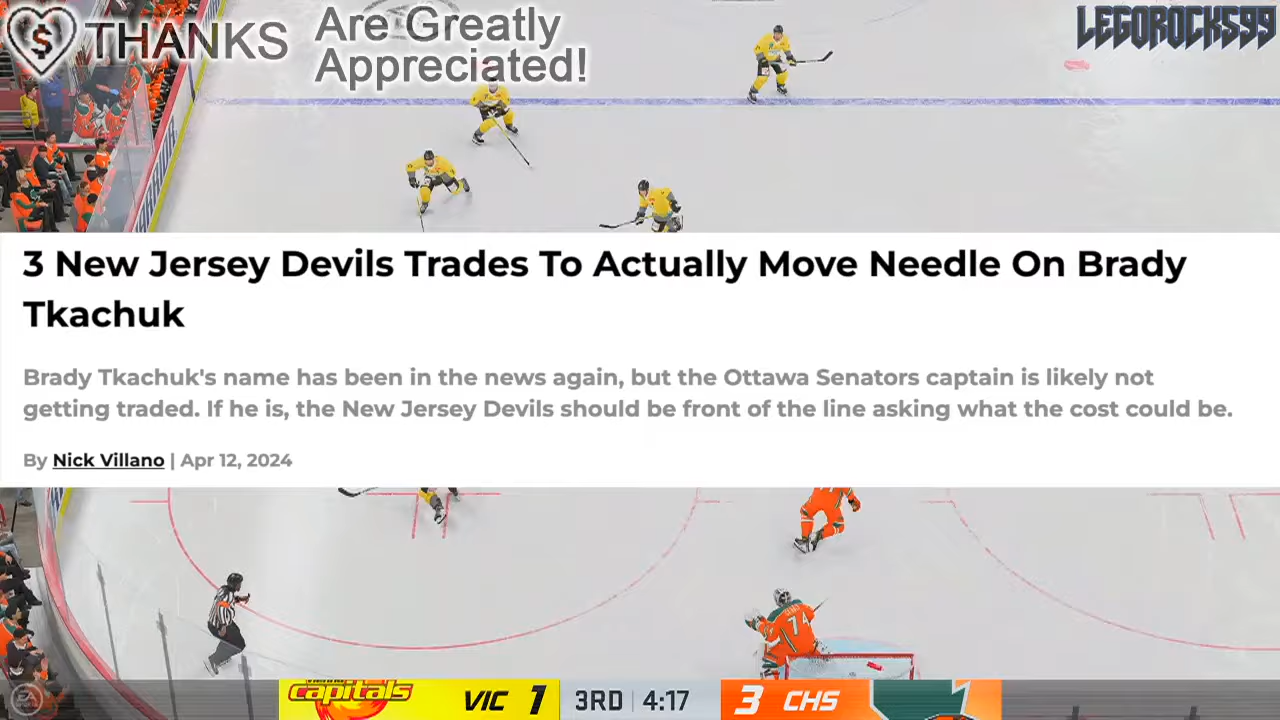 $ THANKS
Are Greatly
Appreciated!
LEGOROCKS99
3 New Jersey Devils Trades To Actually Move Needle On Brady
Tkachuk
Brady Tkachuk's name has been in the news again, but the Ottawa Senators captain is likely not
getting traded. If he is, the New Jersey Devils should be front of the line asking what the cost could be.
By Nick Villano | Apr 12, 2024
74
capitals VIC 1 3RD 4:17 3 CHS